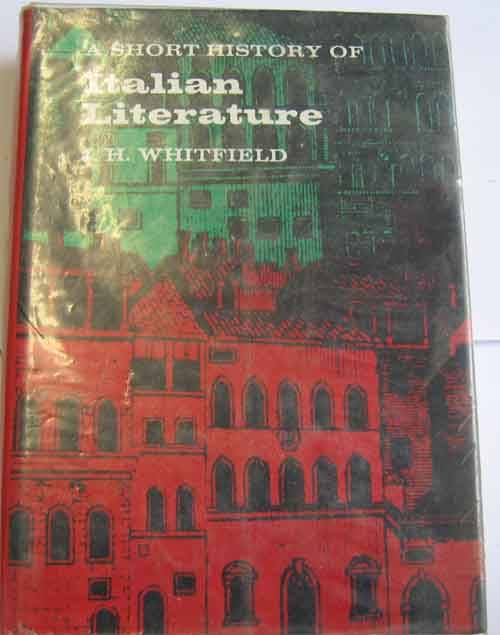 A SHORT HISTORY OF
Italian
Literature
J. H. WHITFIELD